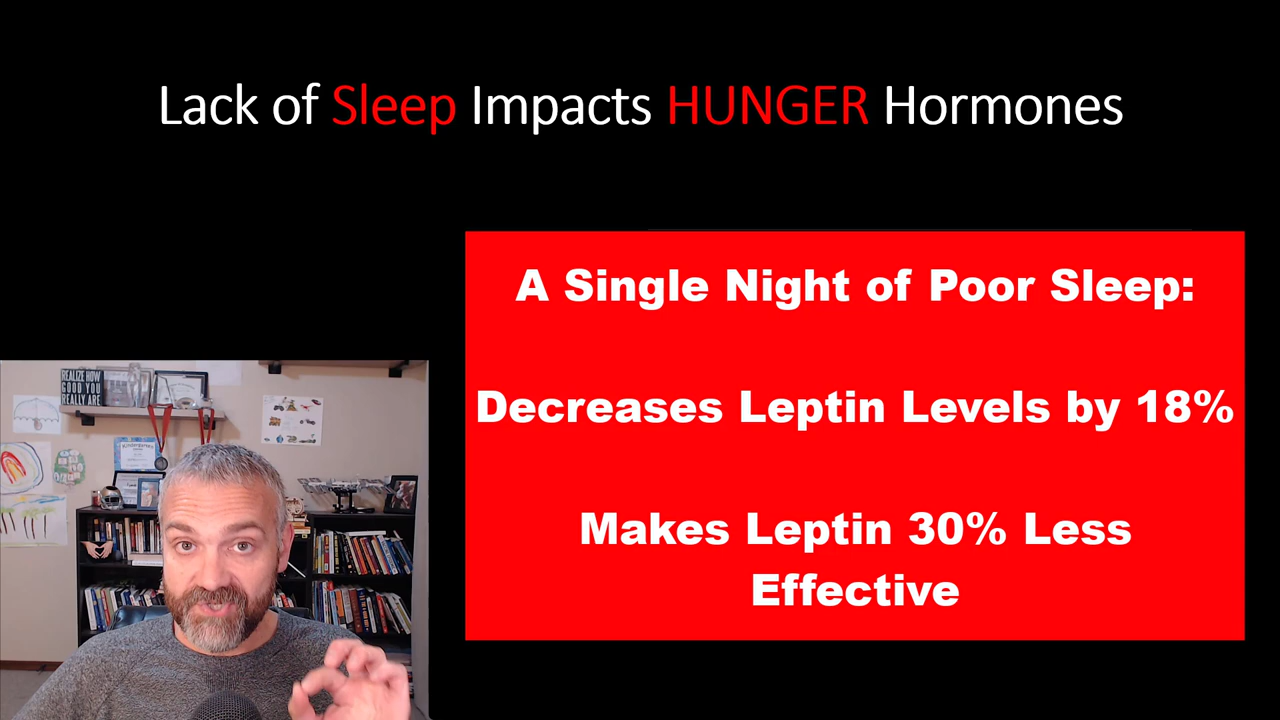 Lack of Sleep Impacts HUNGER Hormones
A Single Night of Poor Sleep:
Decreases Leptin Levels by 18%
Makes Leptin 30% Less
Effective
REALIZE HOW
GOOD YOU
REALLY ARE